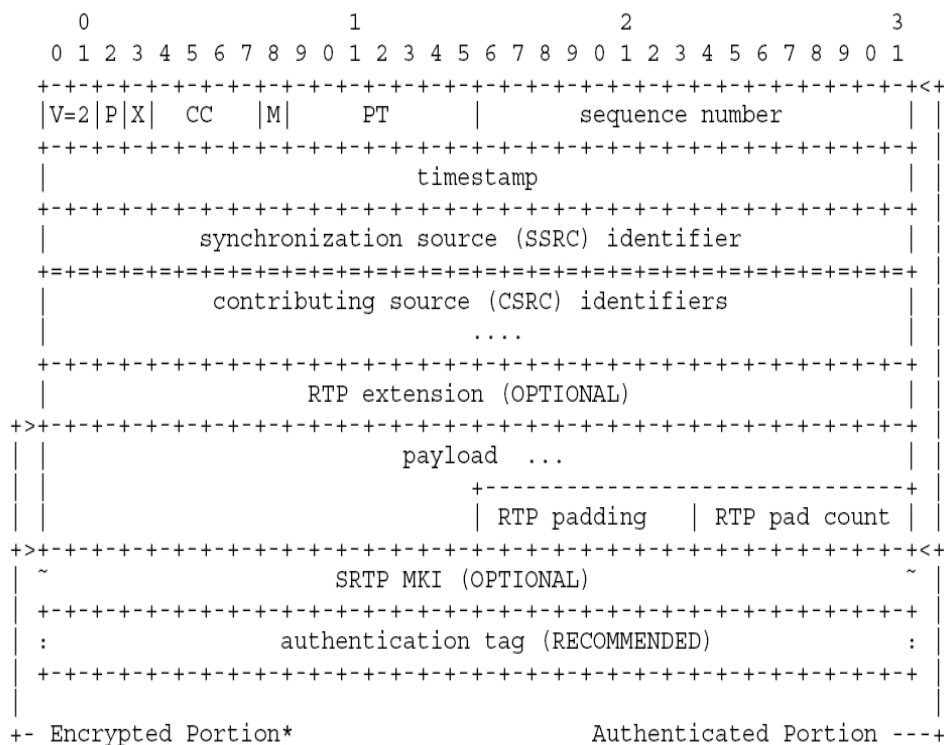 0                   1                   2                   3
0 1 2 3 4 5 6 7 8 9 0 1 2 3 4 5 6 7 8 9 0 1 2 3 4 5 6 7 8 9 0 1
+-+-+-+-+-+-+-+-+-+-+-+-+-+-+-+-+-+-+-+-+-+-+-+-+-+-+-+-+-+-+-+-+<+
|V=2|P|X|  CC   |M|     PT      |       sequence number         | |
+-+-+-+-+-+-+-+-+-+-+-+-+-+-+-+-+-+-+-+-+-+-+-+-+-+-+-+-+-+-+-+-+ |
|                           timestamp                           | |
+-+-+-+-+-+-+-+-+-+-+-+-+-+-+-+-+-+-+-+-+-+-+-+-+-+-+-+-+-+-+-+-+ |
|           synchronization source (SSRC) identifier            | |
+=+=+=+=+=+=+=+=+=+=+=+=+=+=+=+=+=+=+=+=+=+=+=+=+=+=+=+=+=+=+=+=+ |
|            contributing source (CSRC) identifiers             | |
|                               ....                            | |
+-+-+-+-+-+-+-+-+-+-+-+-+-+-+-+-+-+-+-+-+-+-+-+-+-+-+-+-+-+-+-+-+ |
|                   RTP extension (OPTIONAL)                    | |
+>+-+-+-+-+-+-+-+-+-+-+-+-+-+-+-+-+-+-+-+-+-+-+-+-+-+-+-+-+-+-+-+-+ |
| |                          payload  ...                         | |
| |                               +-------------------------------+ |
| |                               | RTP padding   | RTP pad count | |
+>+-+-+-+-+-+-+-+-+-+-+-+-+-+-+-+-+-+-+-+-+-+-+-+-+-+-+-+-+-+-+-+-+<+
| ~                     SRTP MKI (OPTIONAL)                       ~ |
| +-+-+-+-+-+-+-+-+-+-+-+-+-+-+-+-+-+-+-+-+-+-+-+-+-+-+-+-+-+-+-+-+ |
| :                 authentication tag (RECOMMENDED)              : |
| +-+-+-+-+-+-+-+-+-+-+-+-+-+-+-+-+-+-+-+-+-+-+-+-+-+-+-+-+-+-+-+-+ |
|                                                                   |
+- Encrypted Portion*                      Authenticated Portion ---+